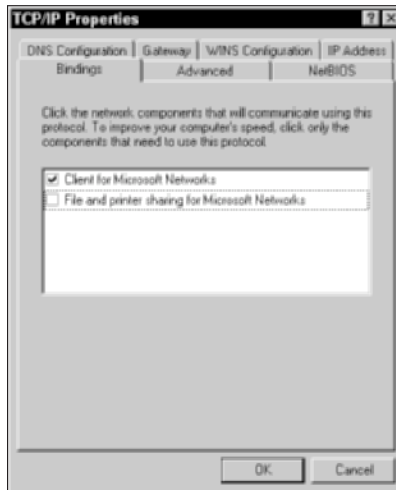 TCP/IP Properties
DNS Configuration Gateway WINS Configuration IP Address
Bindings Advanced NetBIOS
Click the network components that will communicate using this
protocol. To improve your computer's speed, click only the
components that need to use this protocol.
Client for Microsoft Networks
File and printer sharing for Microsoft Networks
OK Cancel